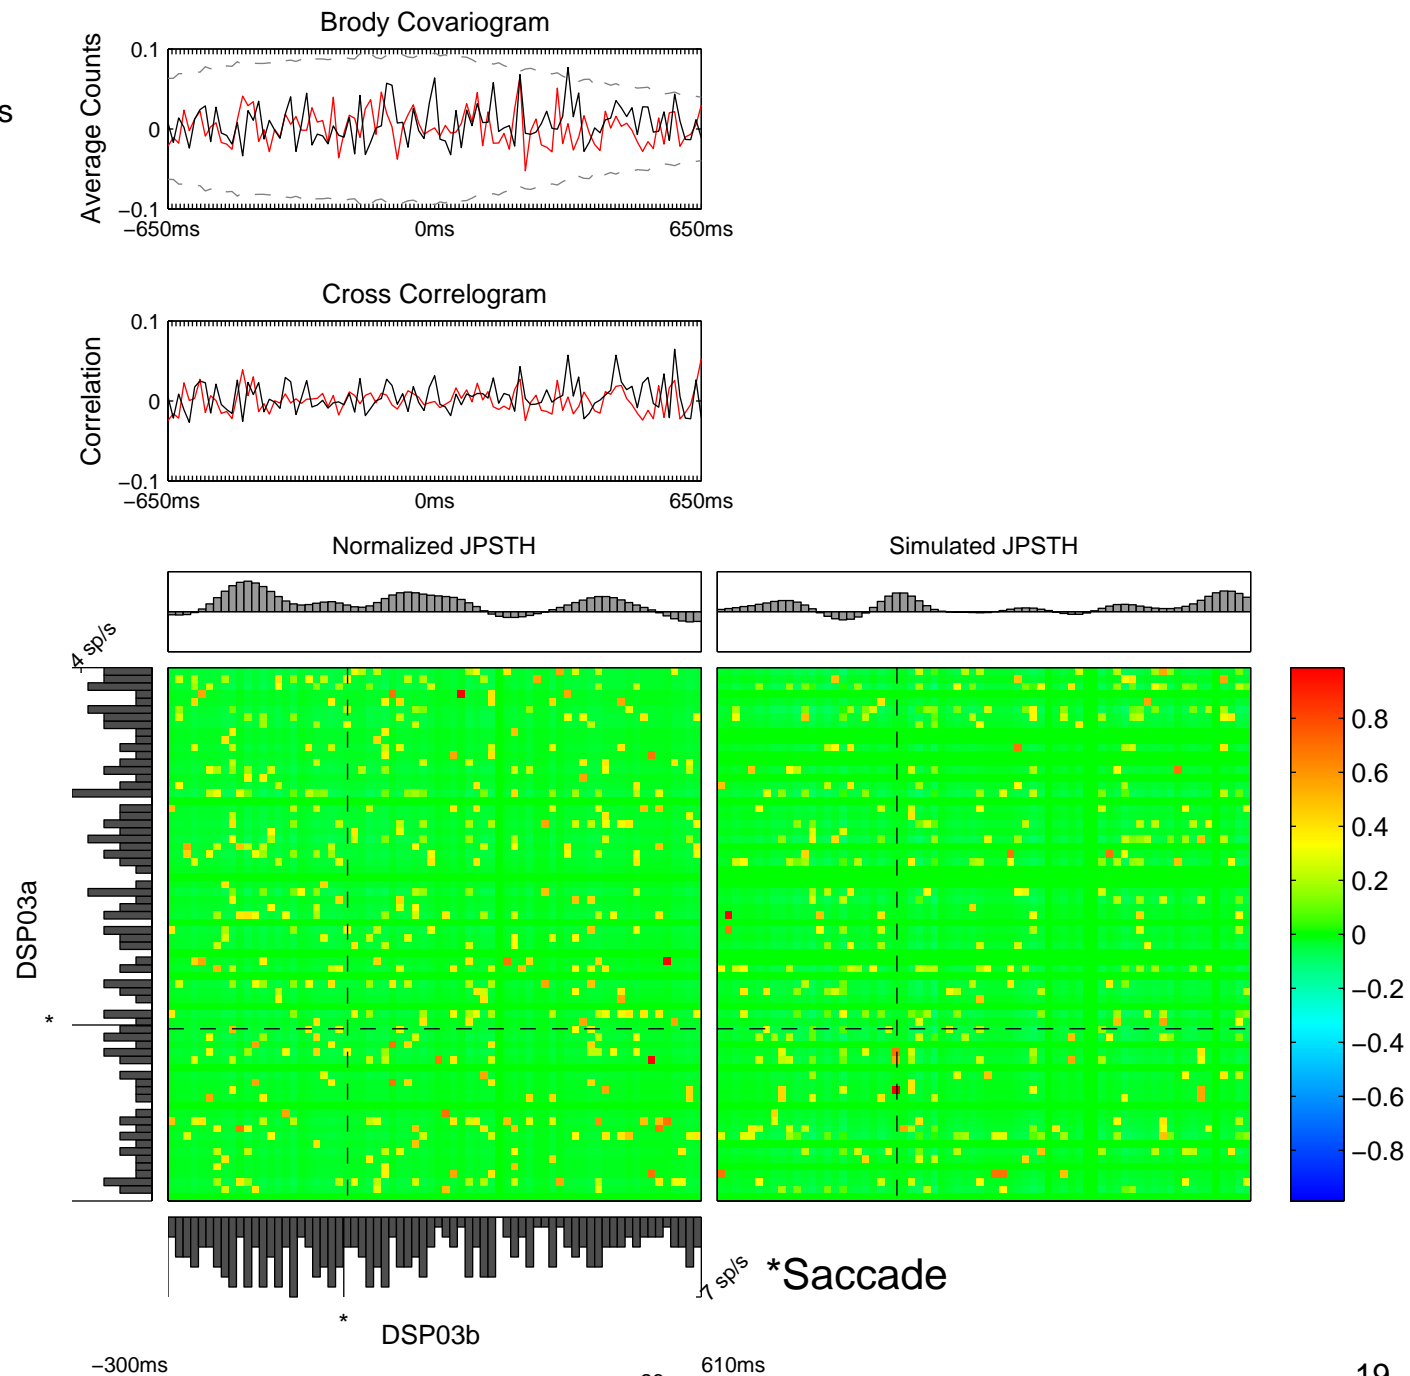 Brody Covariogram
s
Average Counts
0.1
0
−0.1
−650ms 0ms 650ms
Cross Correlogram
Correlation
0.1
0
−0.1
−650ms 0ms 650ms
Normalized JPSTH
Simulated JPSTH
4 sp/s
DSP03a
*
0.8
0.6
0.4
0.2
0
−0.2
−0.4
−0.6
−0.8
7 sp/s
*Saccade
*
DSP03b
−300ms 610ms